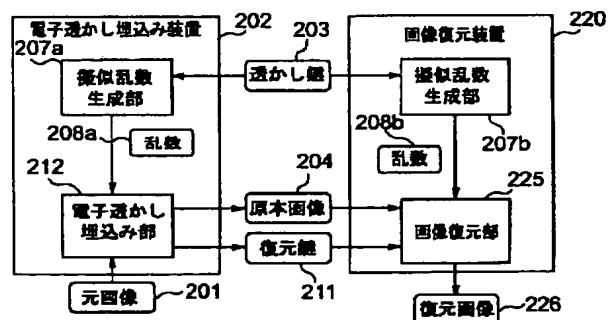 電子透かし埋込み装置
202
207a
擬似乱数
生成部
208a
乱数
212
電子透かし
埋込み部
元画像
201
203
透かし鍵
204
原本画像
復元鍵
211
画像復元装置
220
擬似乱数
生成部
207b
208b
乱数
225
画像復元部
復元画像
226